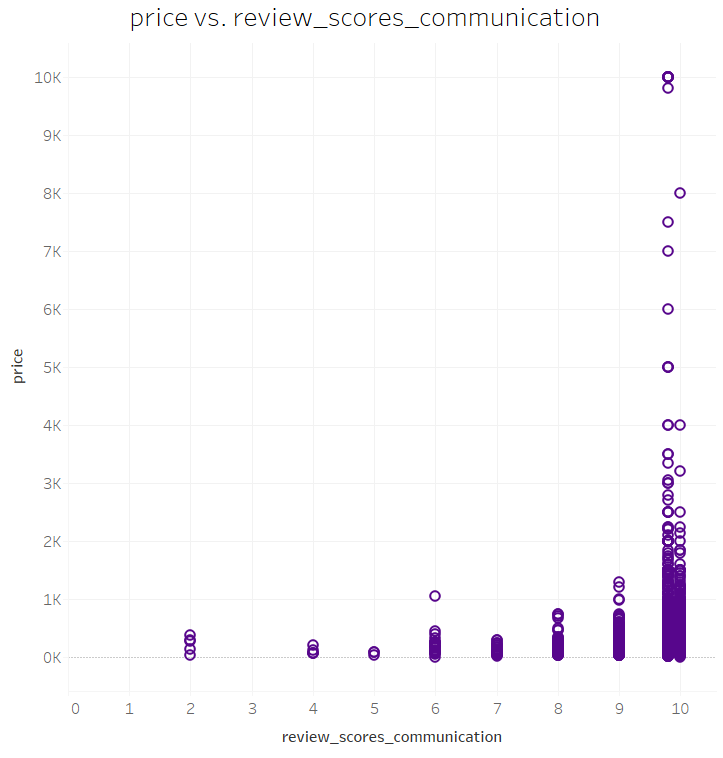 price vs. review_scores_communication
10K
9K
8K
7K
6K
5K
4K
3K
2K
1K
0K
price
0 1 2 3 4 5 6 7 8 9 10
review_scores_communication